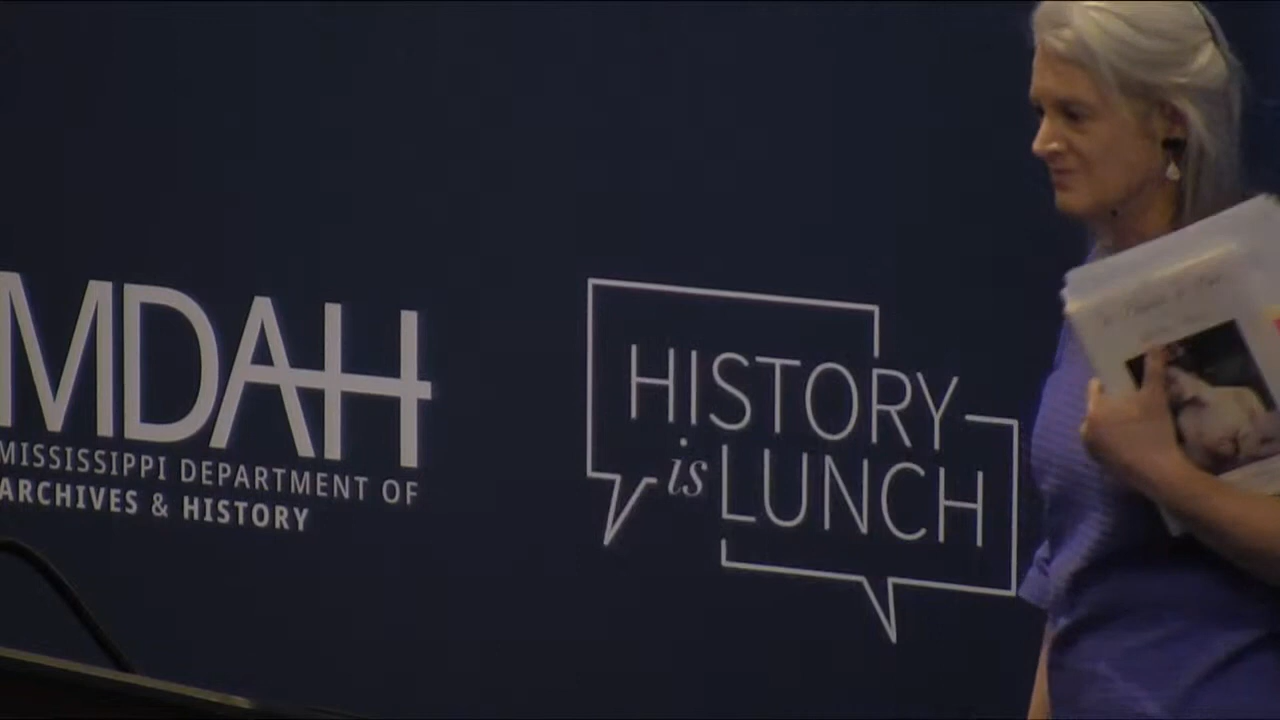 MDAH
MISSISSIPPI DEPARTMENT OF
ARCHIVES & HISTORY
HISTORY
is LUNCH